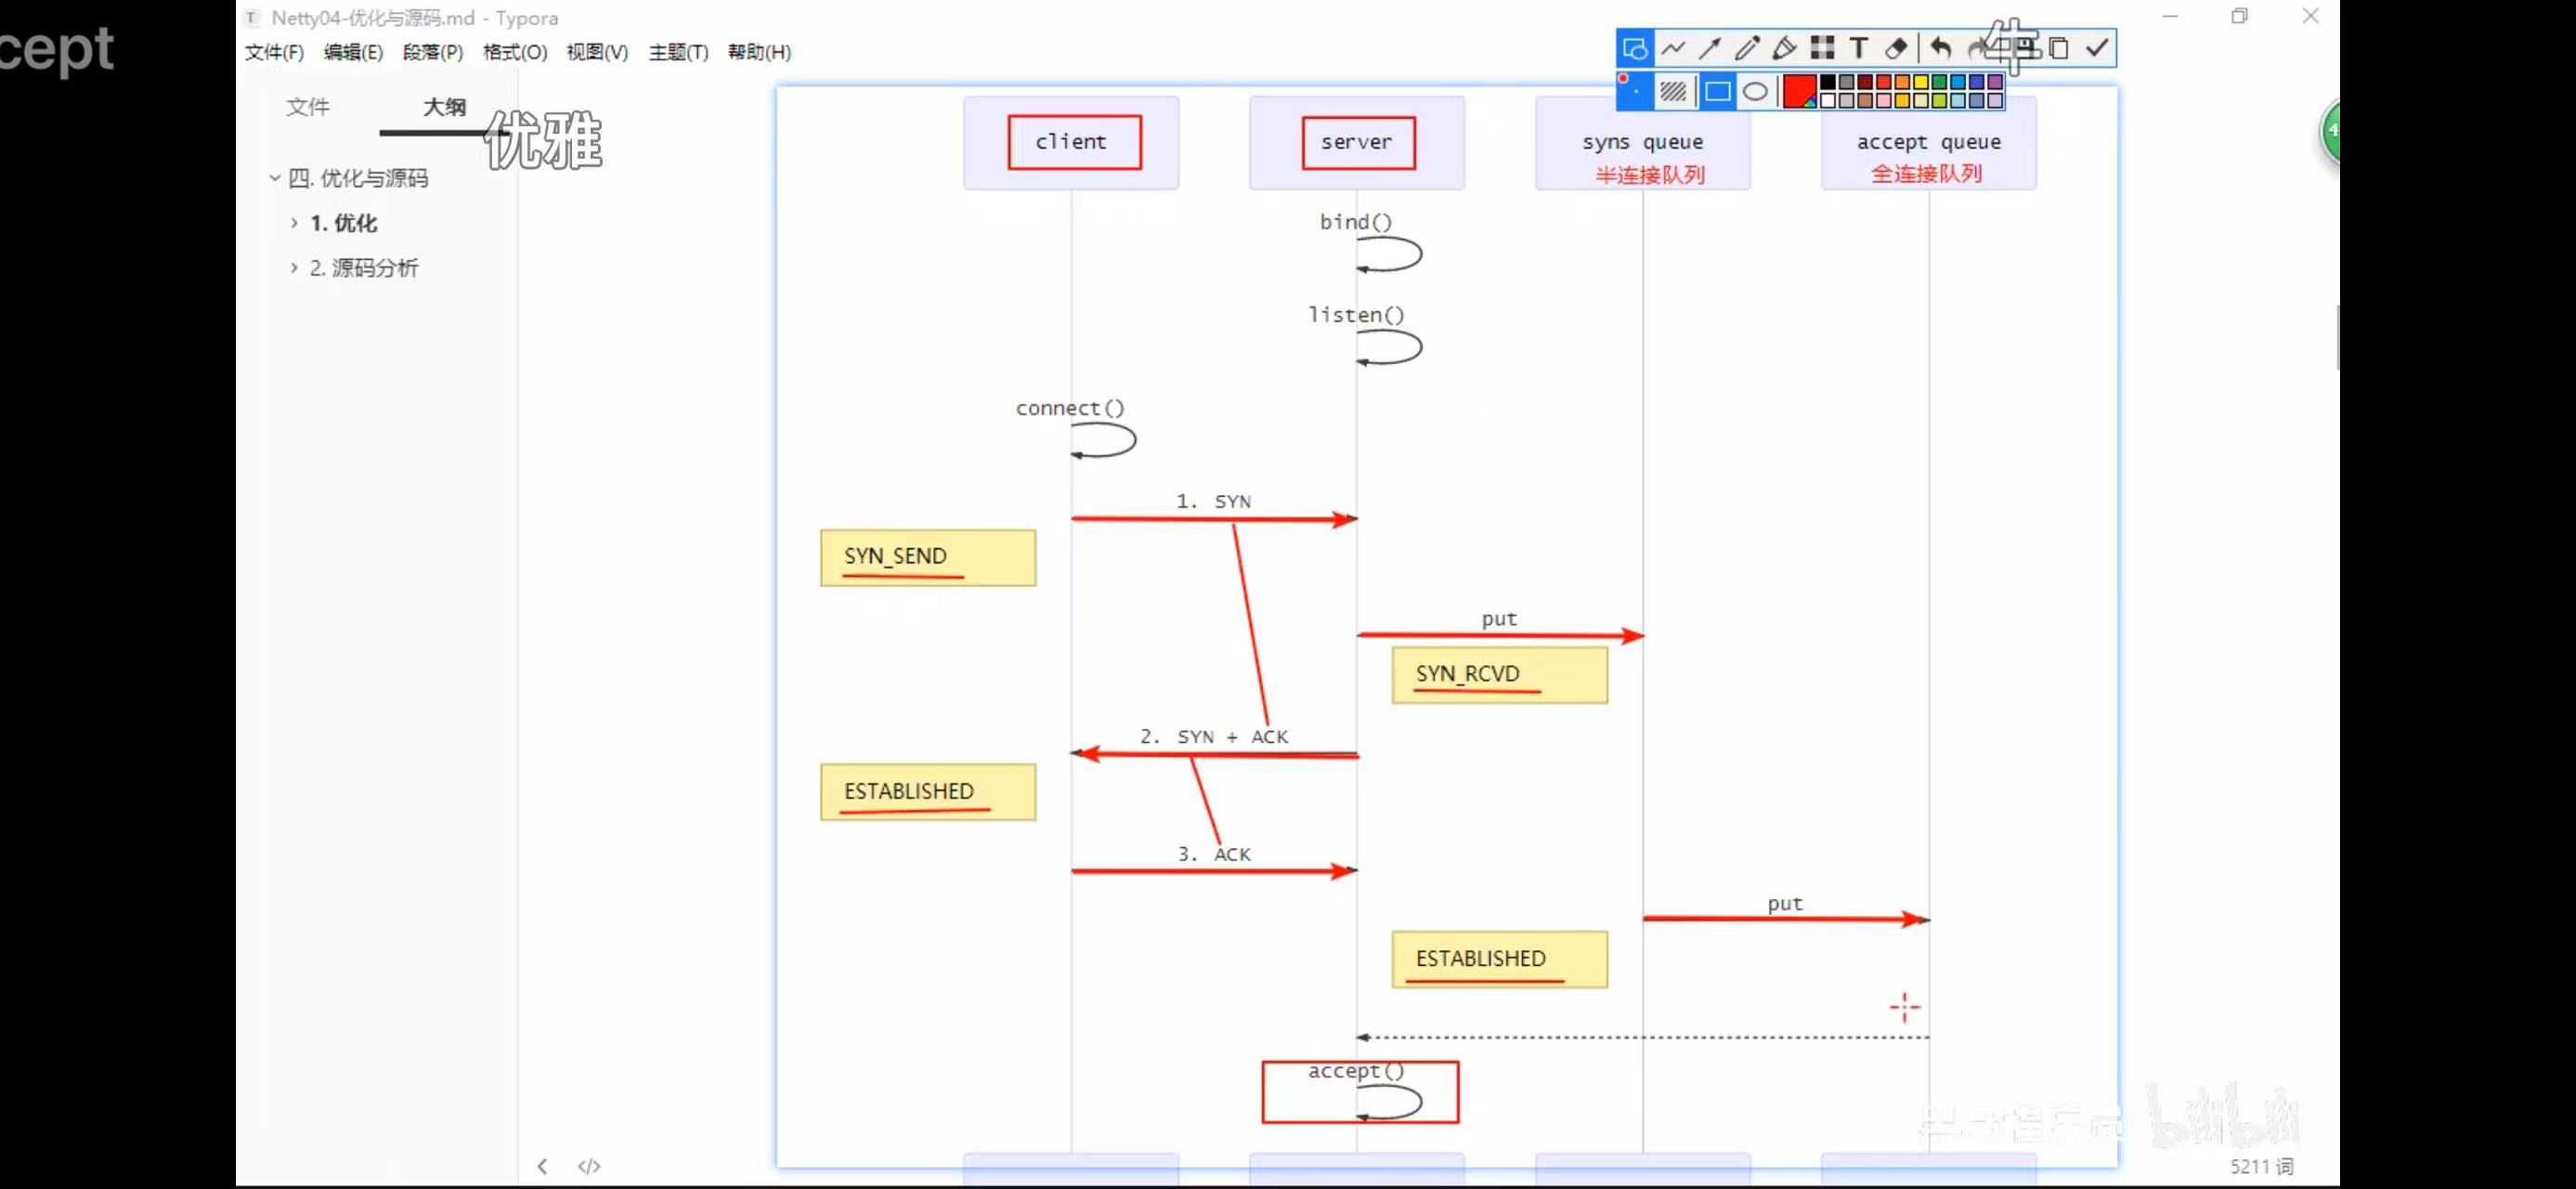 cept
Netty04-优化与源码.md - Typora
文件(F) 编辑(E) 段落(P) 格式(O) 视图(V) 主题(T) 帮助(H)
牛
文件 大纲
优雅
四. 优化与源码
1. 优化
2. 源码分析
client server syns queue accept queue
半连接队列 全连接队列
4
bind()
listen()
connect()
1. SYN
SYN_SEND
put
SYN_RCVD
2. SYN + ACK
ESTABLISHED
3. ACK
put
ESTABLISHED
accept()
bilibili
5211 词